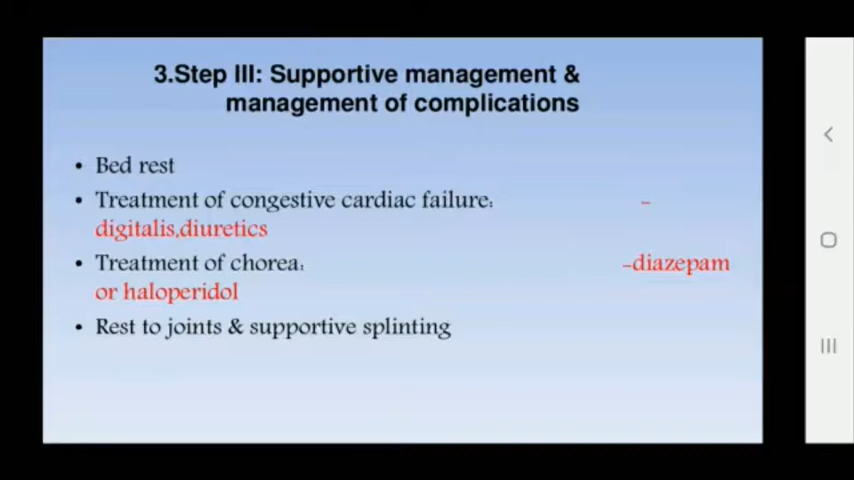 3.Step III: Supportive management &
management of complications
• Bed rest
• Treatment of congestive cardiac failure: -
digitalis,diuretics
• Treatment of chorea: -diazepam
or haloperidol
• Rest to joints & supportive splinting